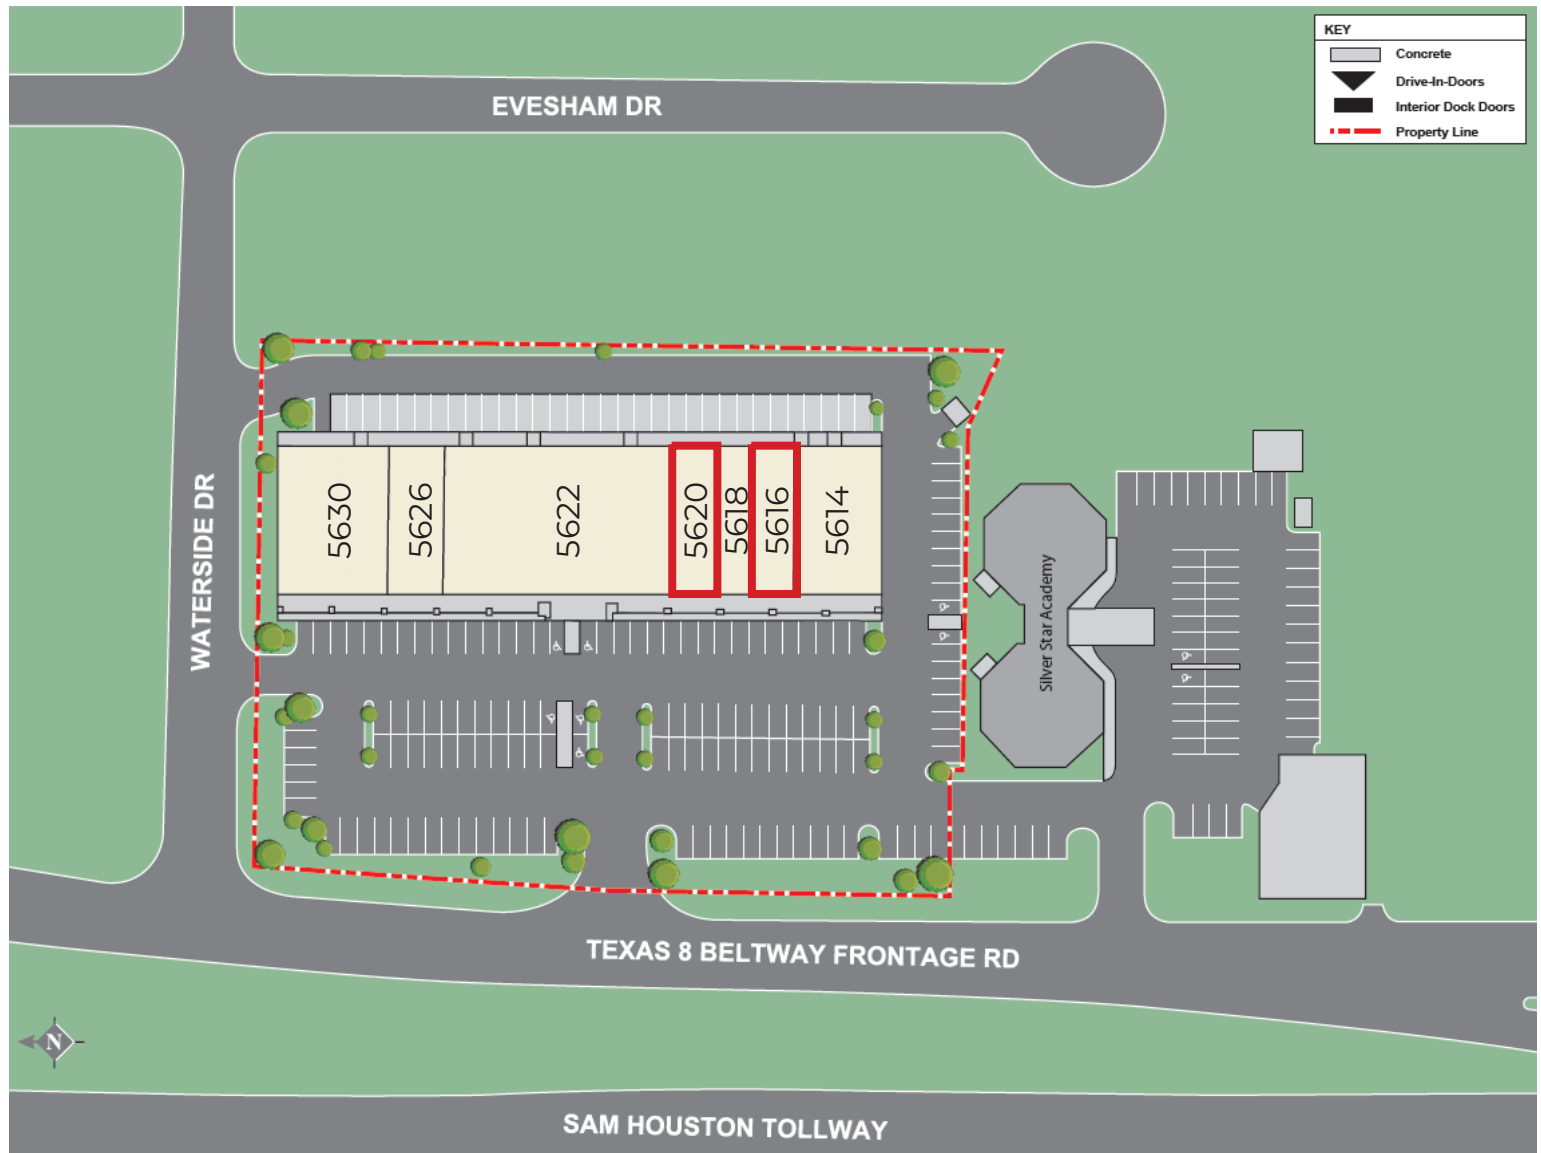 KEY
Concrete
Drive-In-Doors
Interior Dock Doors
Property Line
EVESHAM DR
WATERSIDE DR
5630
5626
5622
5620
5618
5616
5614
Silver Star Academy
TEXAS 8 BELTWAY FRONTAGE RD
N
SAM HOUSTON TOLLWAY